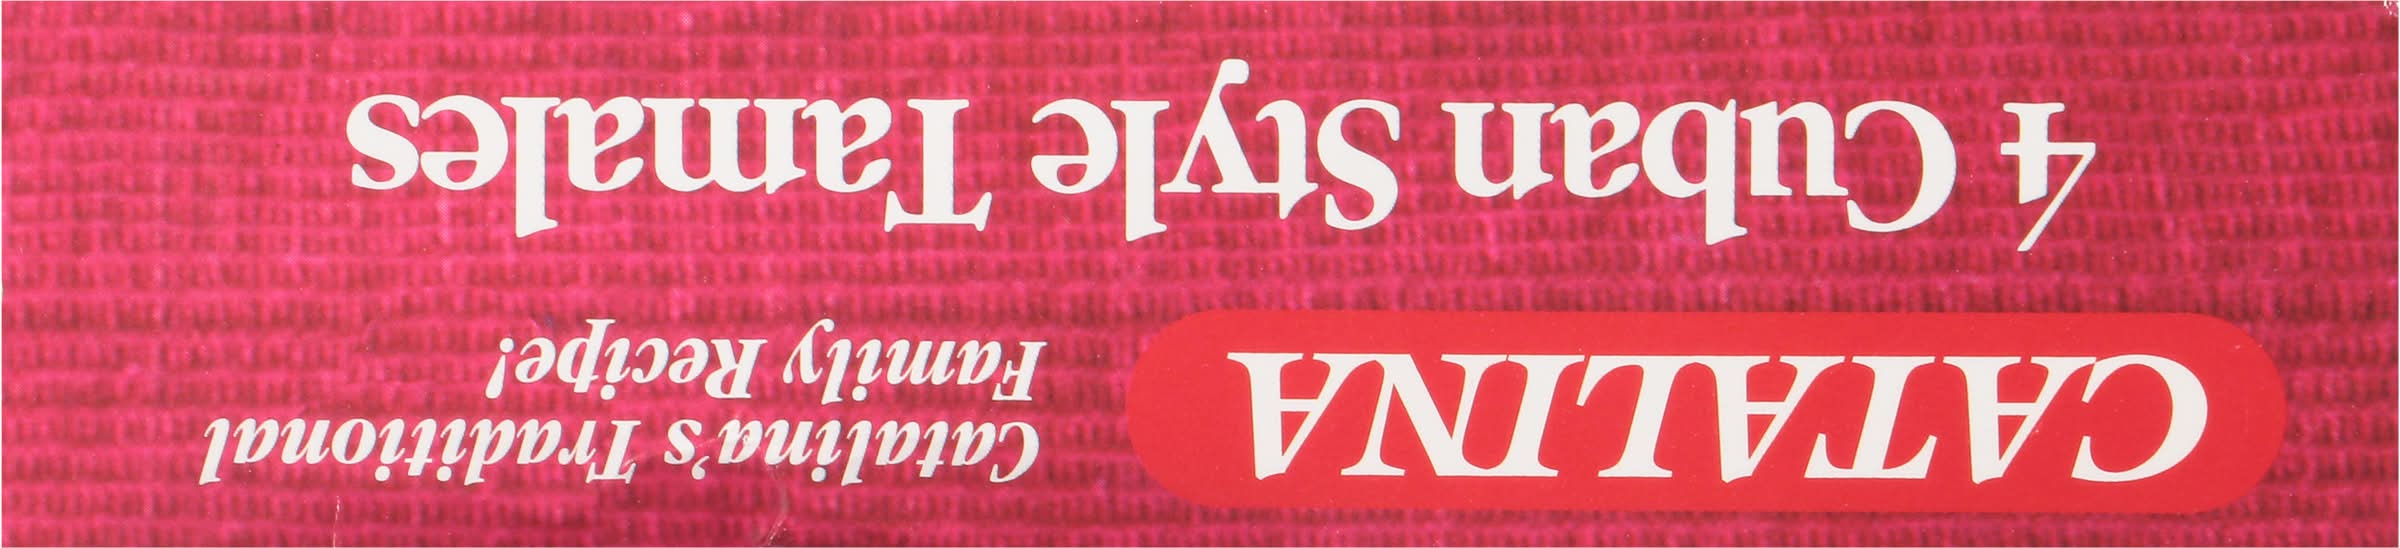 CATALINA
Catalina's Traditional
Family Recipe!
4 Cuban Style Tamales